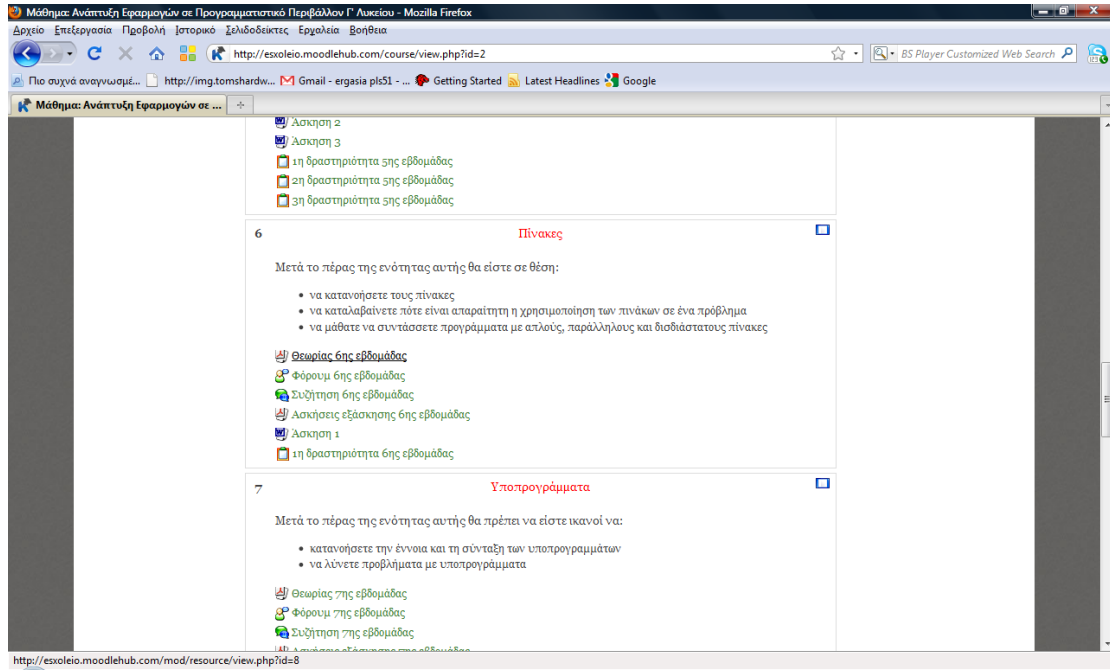 Μάθημα: Ανάπτυξη Εφαρμογών σε Προγραμματιστικό Περιβάλλον Γ' Λυκείου - Mozilla Firefox
Αρχείο Επεξεργασία Προβολή Ιστορικό Σελιδοδείκτες Εργαλεία Βοήθεια
http://esxoleio.moodlehub.com/course/view.php?id=2
BS Player Customized Web Search
Πιο συχνά αναγνωσμέ... http://img.tomshardw... Gmail - ergasia pls51 - ... Getting Started Latest Headlines Google
Μάθημα: Ανάπτυξη Εφαρμογών σε ...
Άσκηση 2
Άσκηση 3
1η δραστηριότητα 5ης εβδομάδας
2η δραστηριότητα 5ης εβδομάδας
3η δραστηριότητα 5ης εβδομάδας
6 Πίνακες
Μετά το πέρας της ενότητας αυτής θα είστε σε θέση:
• να κατανοήσετε τους πίνακες
• να καταλαβαίνετε πότε είναι απαραίτητη η χρησιμοποίηση των πινάκων σε ένα πρόβλημα
• να μάθατε να συντάσσετε προγράμματα με απλούς, παράλληλους και δισδιάστατους πίνακες
Θεωρίας 6ης εβδομάδας
Φόρουμ 6ης εβδομάδας
Συζήτηση 6ης εβδομάδας
Ασκήσεις εξάσκησης 6ης εβδομάδας
Άσκηση 1
1η δραστηριότητα 6ης εβδομάδας
7 Υποπρογράμματα
Μετά το πέρας της ενότητας αυτής θα πρέπει να είστε ικανοί να:
• κατανοήσετε την έννοια και τη σύνταξη των υποπρογραμμάτων
• να λύνετε προβλήματα με υποπρογράμματα
Θεωρίας 7ης εβδομάδας
Φόρουμ 7ης εβδομάδας
Συζήτηση 7ης εβδομάδας
Ασκήσεις εξάσκησης 7ης εβδομάδας
http://esxoleio.moodlehub.com/mod/resource/view.php?id=8